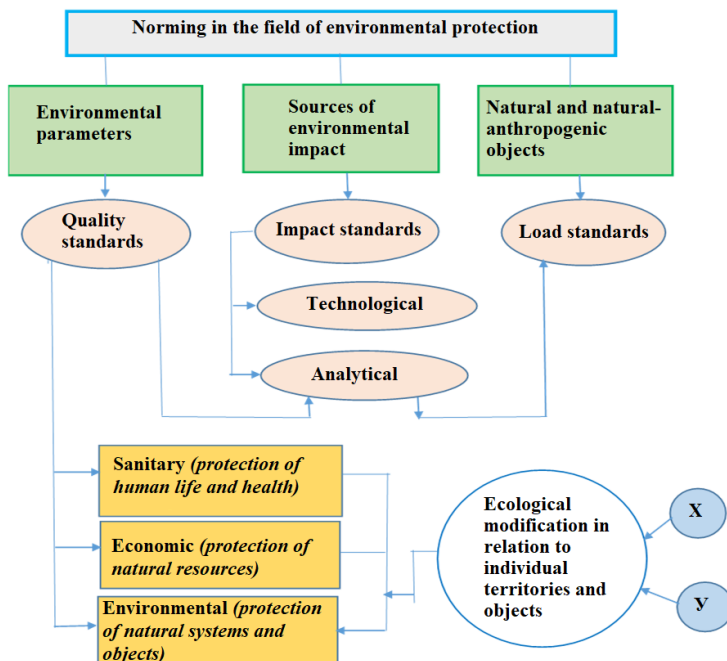 Norming in the field of environmental protection
Environmental
parameters
Sources of
environmental
impact
Natural and natural-
anthropogenic
objects
Quality
standards
Impact standards
Load standards
Technological
Analytical
Sanitary (protection of
human life and health)
Economic (protection of
natural resources)
Environmental (protection
of natural systems and
objects)
Ecological
modification in
relation to
individual
territories and
objects
X
У